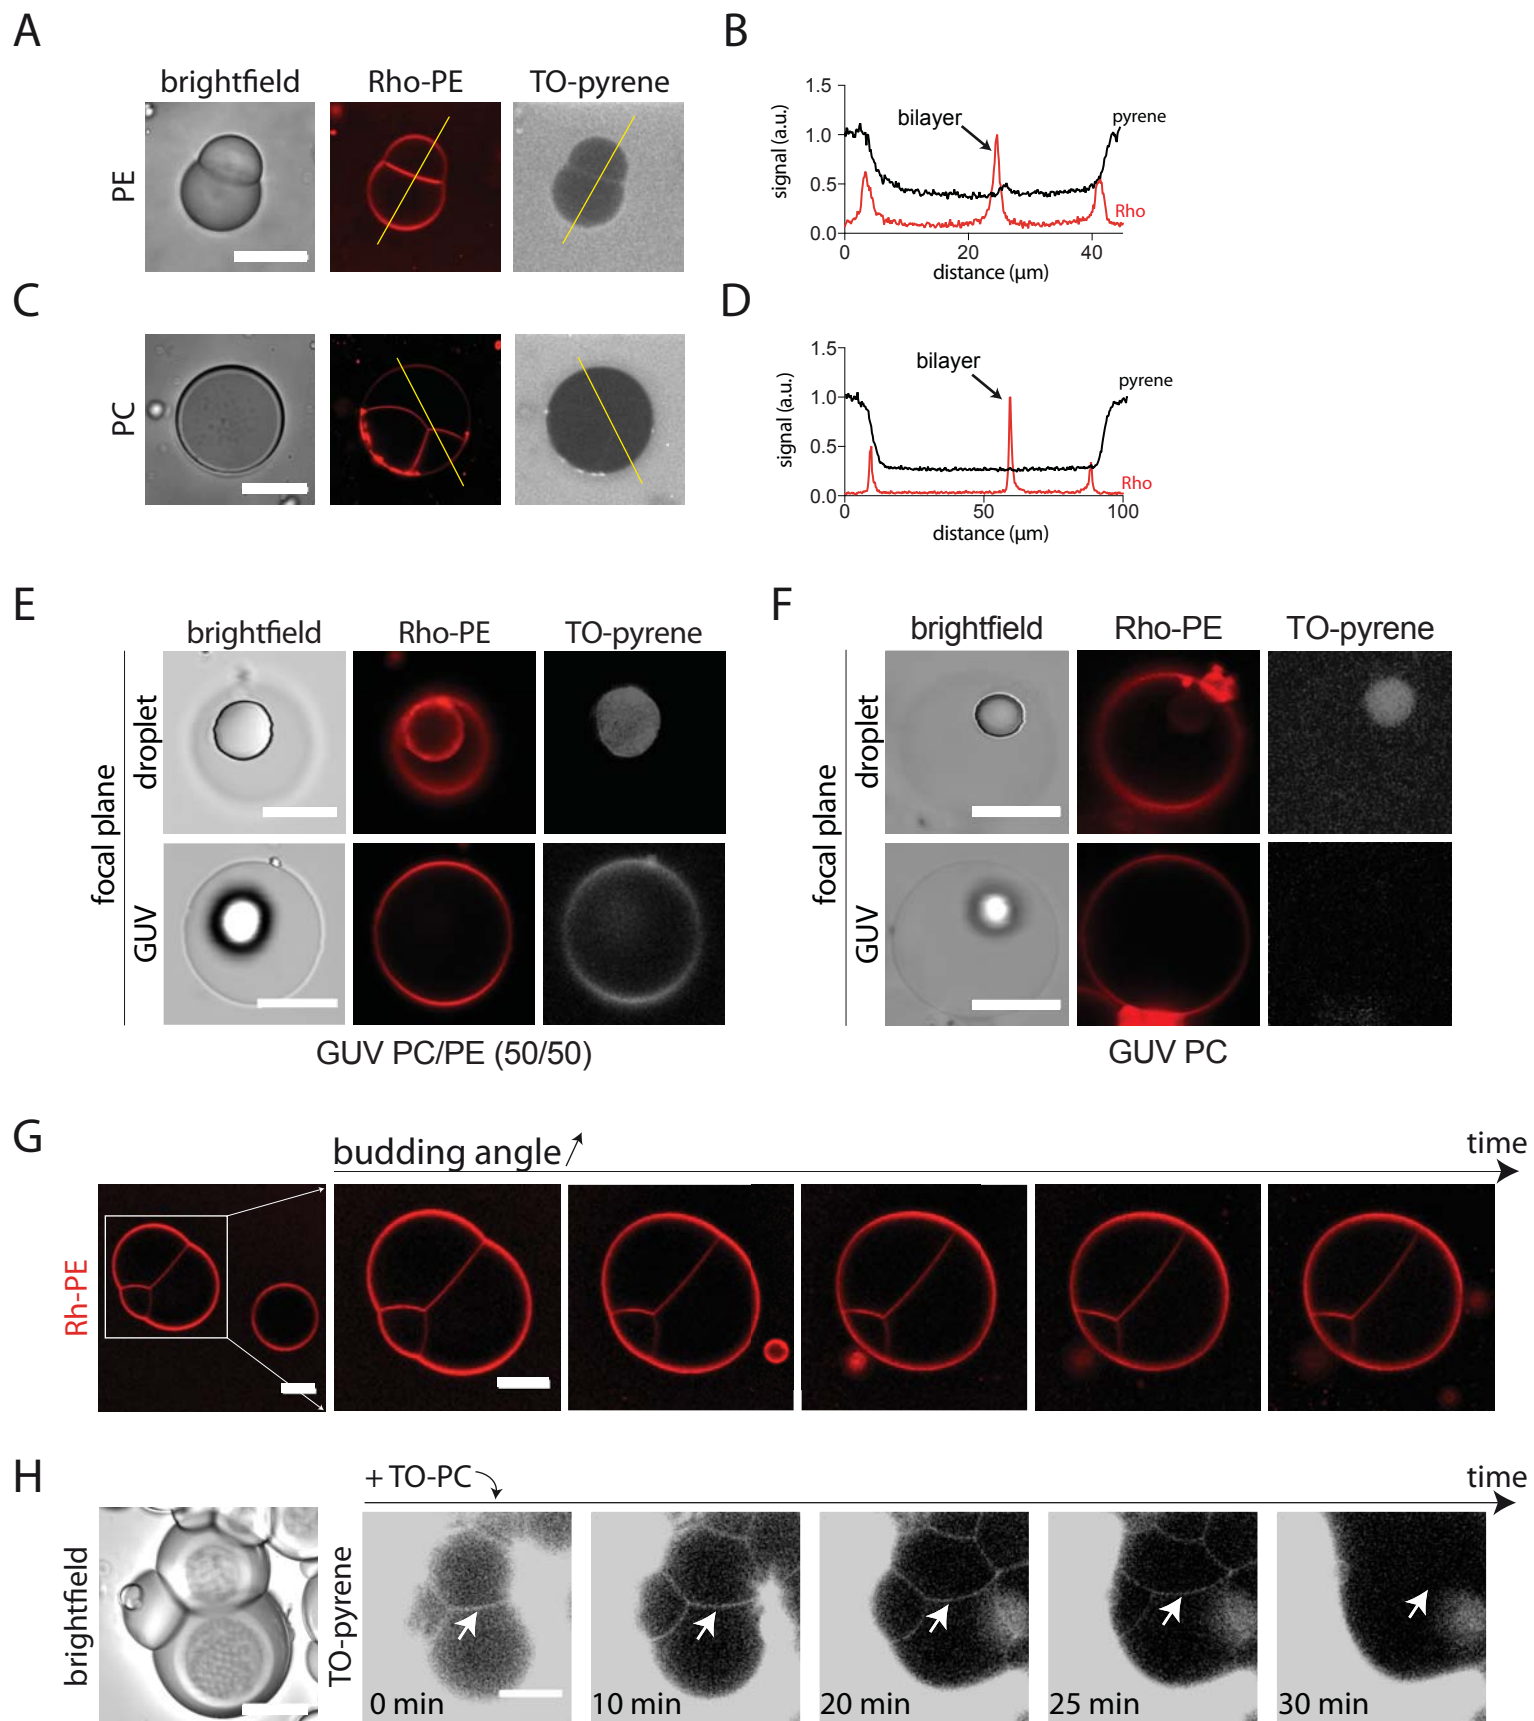 A
brightfield Rho-PE TO-pyrene
PE
B
1.5
1.0
0.5
0.0
signal (a.u.)
bilayer
pyrene
Rho
0 20 40
distance (µm)
C
PC
D
1.5
1.0
0.5
0.0
signal (a.u.)
bilayer
pyrene
Rho
0 50 100
distance (µm)
E
brightfield Rho-PE TO-pyrene
focal plane
droplet
GUV
GUV PC/PE (50/50)
F
brightfield Rho-PE TO-pyrene
focal plane
droplet
GUV
GUV PC
G
budding angle
time
Rh-PE
H
+ TO-PC
time
brightfield
TO-pyrene
0 min 10 min 20 min 25 min 30 min